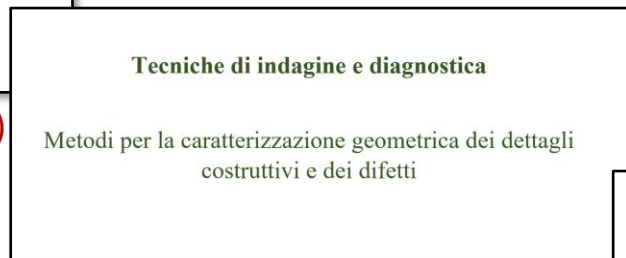 Tecniche di indagine e diagnostica
Metodi per la caratterizzazione geometrica dei dettagli
costruttivi e dei difetti